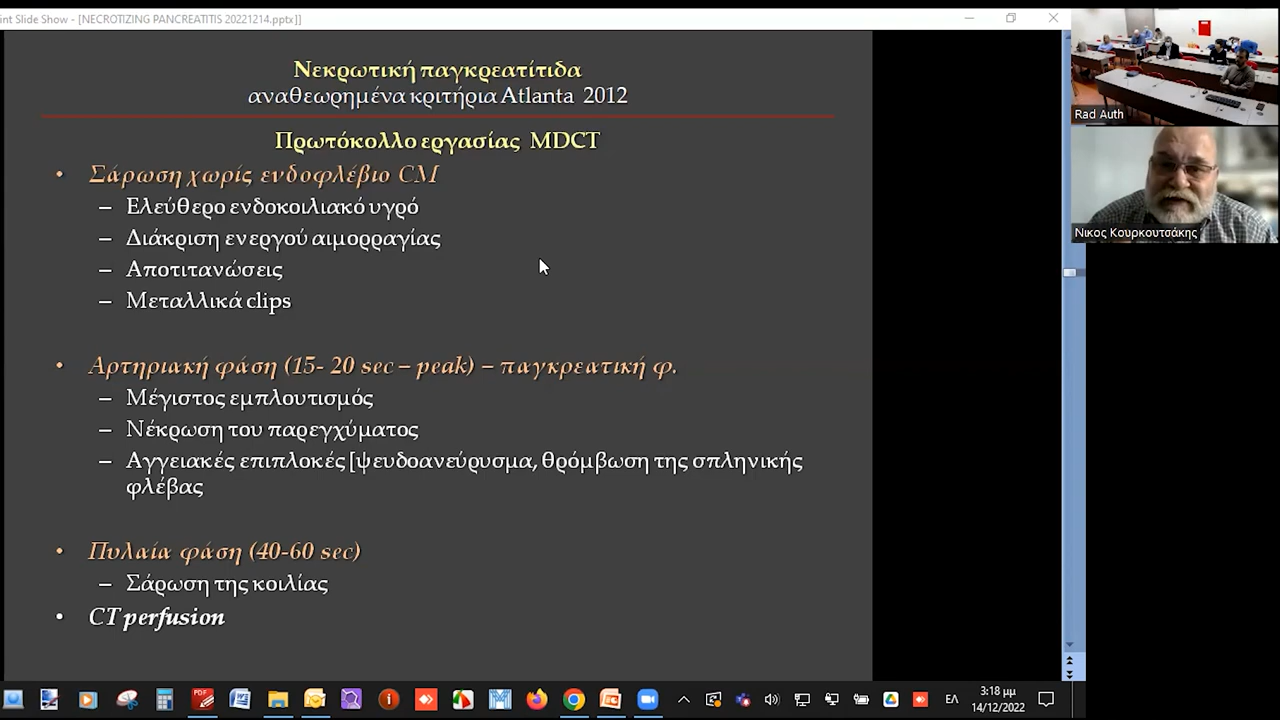 int Slide Show - [NECROTIZING PANCREATITIS 20221214.pptx]]
Νεκρωτική παγκρεατίτιδα
αναθεωρημένα κριτήρια Atlanta 2012
Πρωτόκολλο εργασίας MDCT
• Σάρωση χωρίς ενδοφλέβιο CM
– Ελεύθερο ενδοκοιλιακό υγρό
– Διάκριση ενεργού αιμορραγίας
– Αποτιτανώσεις
– Μεταλλικά clips
• Αρτηριακή φάση (15- 20 sec – peak) – παγκρεατική φ.
– Μέγιστος εμπλουτισμός
– Νέκρωση του παρεγχύματος
– Αγγειακές επιπλοκές [ψευδοανεύρυσμα, θρόμβωση της σπληνικής
φλέβας
• Πυλαία φάση (40-60 sec)
– Σάρωση της κοιλίας
• CT perfusion
Rad Auth
Νικος Κουρκουτσάκης
PDF
ΕΛ
3:18 μμ
14/12/2022